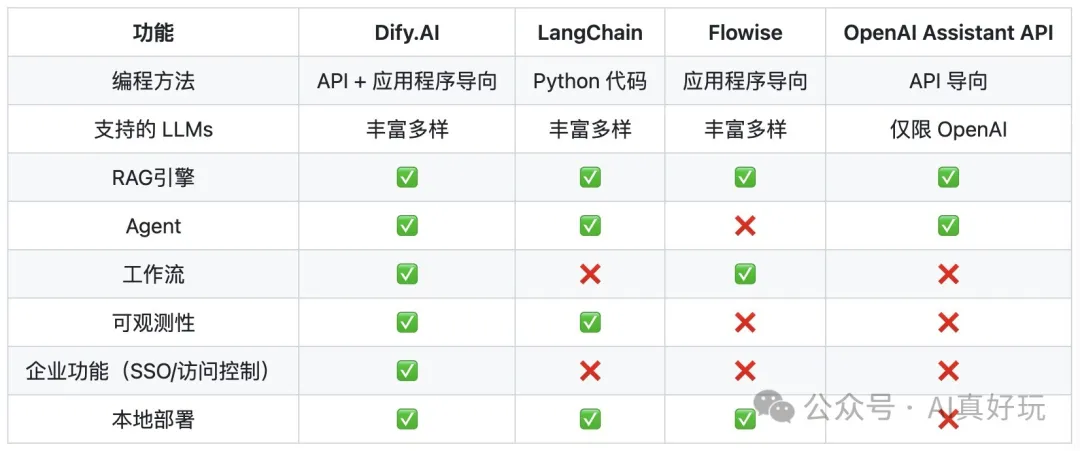 功能 Dify.AI LangChain Flowise OpenAI Assistant API
编程方法 API + 应用程序导向 Python 代码 应用程序导向 API 导向
支持的 LLMs 丰富多样 丰富多样 丰富多样 仅限 OpenAI
RAG引擎 ✅ ✅ ✅ ✅
Agent ✅ ✅ ❌ ✅
工作流 ✅ ❌ ✅ ❌
可观测性 ✅ ✅ ❌ ❌
企业功能（SSO/访问控制） ✅ ❌ ❌ ❌
本地部署 ✅ ✅ ✅ ❌
公众号 · AI真好玩